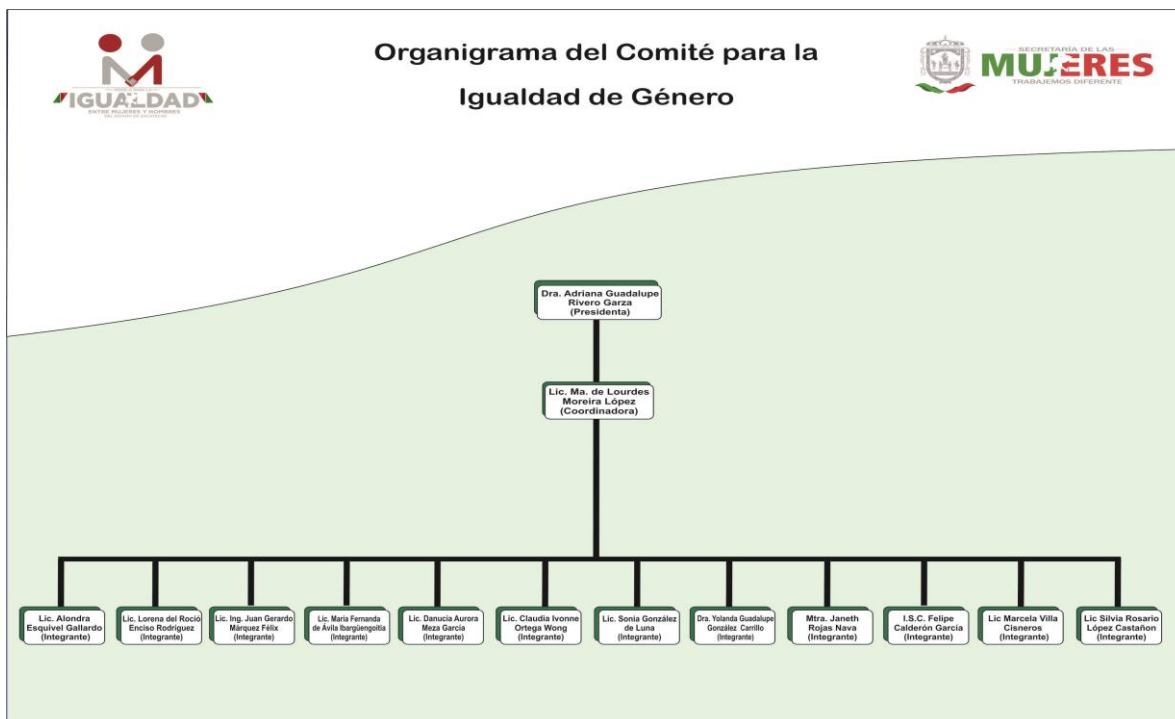 Organigrama del Comité para la
Igualdad de Género
IGUALDAD
ENTRE MUJERES Y HOMBRES
DEL ESTADO DE ZACATECAS
SECRETARÍA DE LAS
MUJERES
TRABAJEMOS DIFERENTE
Dra. Adriana Guadalupe
Rivero Garza
(Presidenta)
Lic. Ma. de Lourdes
Moreira López
(Coordinadora)
Lic. Alondra
Esquivel Gallardo
(Integrante)
Lic. Lorena del Roció
Enciso Rodríguez
(Integrante)
Lic. Ing. Juan Gerardo
Márquez Félix
(Integrante)
Lic. María Fernanda
de Ávila Ibargüengoitia
(Integrante)
Lic. Danucia Aurora
Meza García
(Integrante)
Lic. Claudia Ivonne
Ortega Wong
(Integrante)
Lic. Sonia González
de Luna
(Integrante)
Dra. Yolanda Guadalupe
González Carrillo
(Integrante)
Mtra. Janeth
Rojas Nava
(Integrante)
I.S.C. Felipe
Calderón García
(Integrante)
Lic Marcela Villa
Cisneros
(Integrante)
Lic Silvia Rosario
López Castañon
(Integrante)